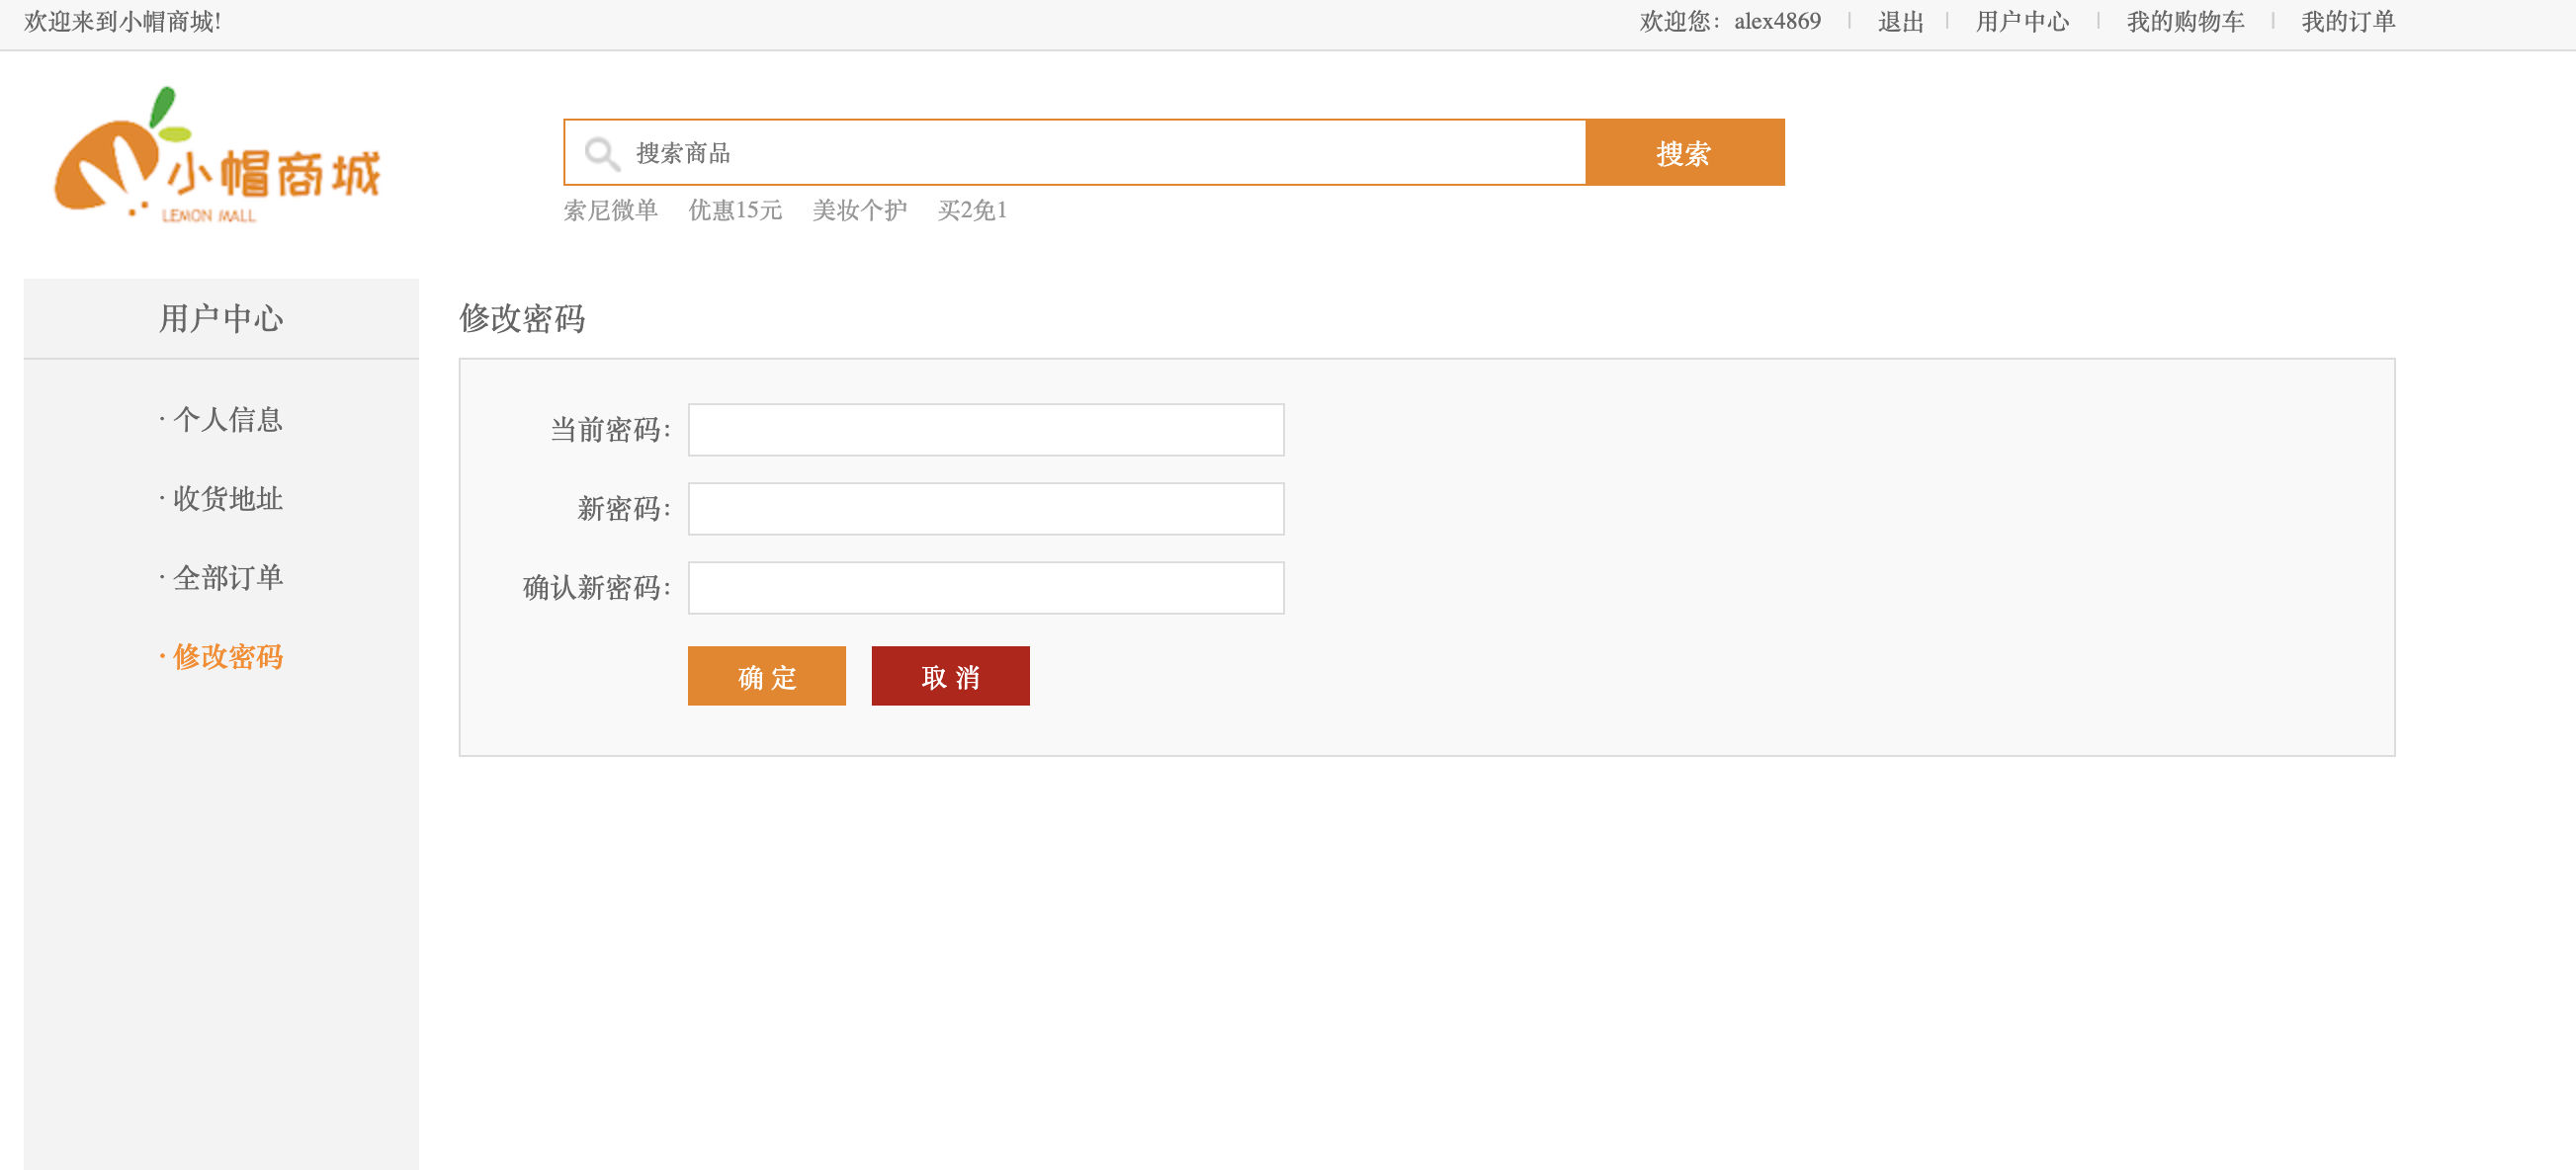 欢迎来到小帽商城!
欢迎您：alex4869 | 退出 | 用户中心 | 我的购物车 | 我的订单
小帽商城
LEMON MALL
搜索商品
搜索
索尼微单 优惠15元 美妆个护 买2免1
用户中心
· 个人信息
· 收货地址
· 全部订单
· 修改密码
修改密码
当前密码：
新密码：
确认新密码：
确 定 取 消